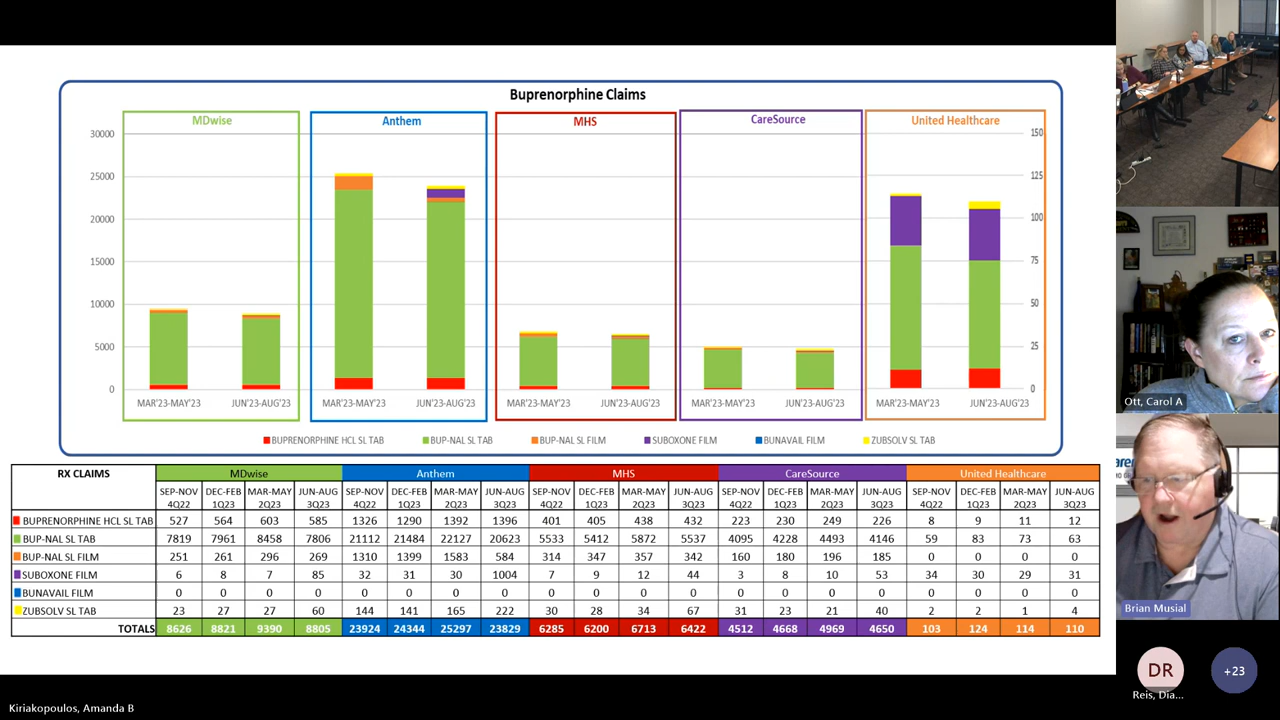 Buprenorphine Claims
MDwise Anthem MHS CareSource United Healthcare
30000 150
25000 125
20000 100
15000 75
10000 50
5000 25
0 0
MAR'23-MAY'23 JUN'23-AUG'23 MAR'23-MAY'23 JUN'23-AUG'23 MAR'23-MAY'23 JUN'23-AUG'23 MAR'23-MAY'23 JUN'23-AUG'23 MAR'23-MAY'23 JUN'23-AUG'23
BUPRENORPHINE HCL SL TAB BUP-NAL SL TAB BUP-NAL SL FILM SUBOXONE FILM BUNAVAIL FILM ZUBSOLV SL TAB
RX CLAIMS MDwise Anthem MHS CareSource United Healthcare
SEP-NOV DEC-FEB MAR-MAY JUN-AUG SEP-NOV DEC-FEB MAR-MAY JUN-AUG SEP-NOV DEC-FEB MAR-MAY JUN-AUG SEP-NOV DEC-FEB MAR-MAY JUN-AUG SEP-NOV DEC-FEB MAR-MAY JUN-AUG
4Q22 1Q23 2Q23 3Q23 4Q22 1Q23 2Q23 3Q23 4Q22 1Q23 2Q23 3Q23 4Q22 1Q23 2Q23 3Q23 4Q22 1Q23 2Q23 3Q23
BUPRENORPHINE HCL SL TAB 527 564 603 585 1326 1290 1392 1396 401 405 438 432 223 230 249 226 8 9 11 12
BUP-NAL SL TAB 7819 7961 8458 7806 21112 21484 22127 20623 5533 5412 5872 5537 4095 4228 4493 4146 59 83 73 63
BUP-NAL SL FILM 251 261 296 269 1310 1399 1583 584 314 347 357 342 160 180 196 185 0 0 0 0
SUBOXONE FILM 6 8 7 85 32 31 30 1004 7 9 12 44 3 8 10 53 34 30 29 31
BUNAVAIL FILM 0 0 0 0 0 0 0 0 0 0 0 0 0 0 0 0 0 0 0 0
ZUBSOLV SL TAB 23 27 27 60 144 141 165 222 30 28 34 67 31 23 21 40 2 2 1 4
TOTALS 8626 8821 9390 8805 23924 24344 25297 23829 6285 6200 6713 6422 4512 4668 4969 4650 103 124 114 110
Ott, Carol A
Brian Musial
DR +23
Reis, Dia...
Kiriakopoulos, Amanda B